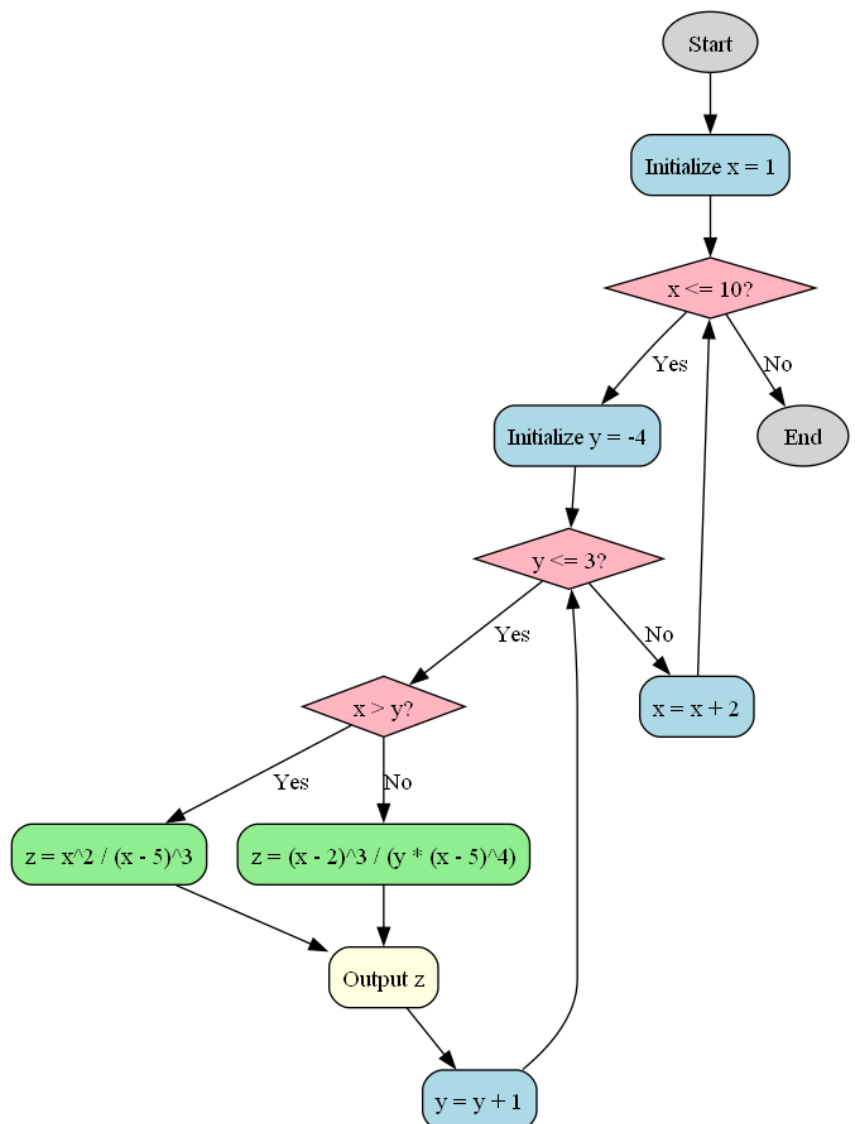 Start
Initialize x = 1
x <= 10?
Yes
No
Initialize y = -4
End
y <= 3?
Yes
No
x > y?
x = x + 2
Yes
No
z = x^2 / (x - 5)^3
z = (x - 2)^3 / (y * (x - 5)^4)
Output z
y = y + 1